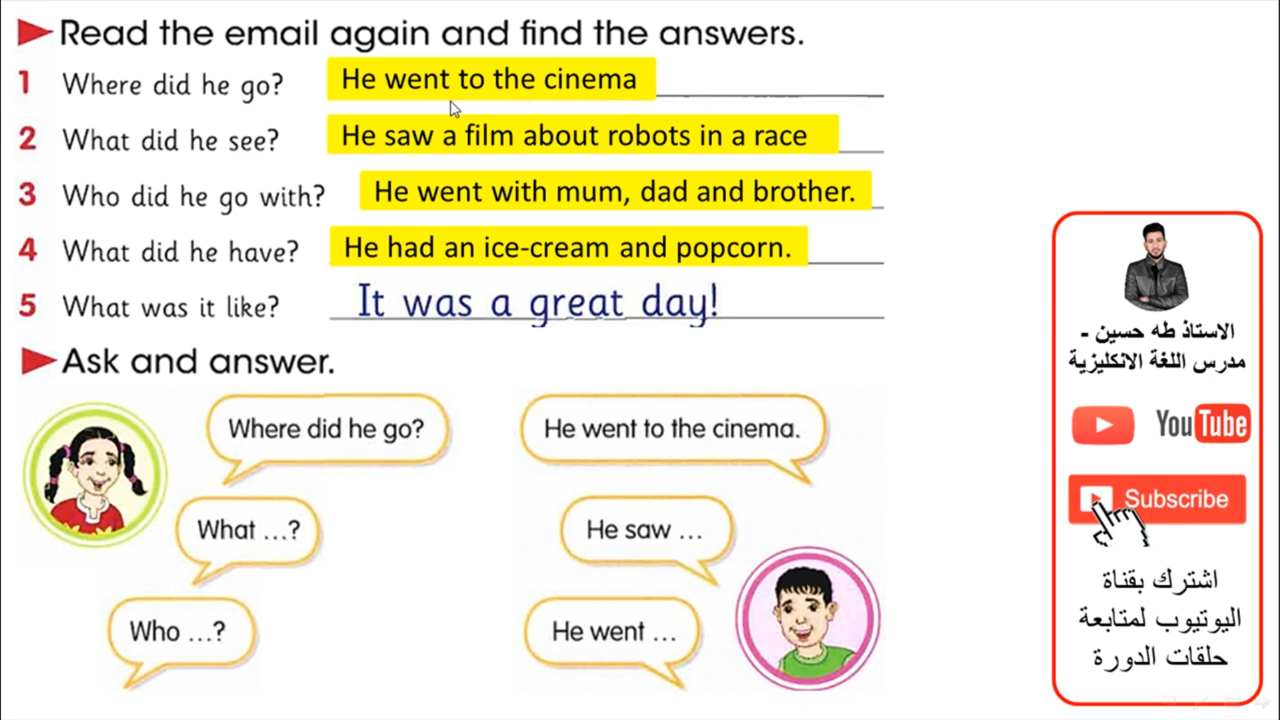 Read the email again and find the answers.
1 Where did he go? He went to the cinema
2 What did he see? He saw a film about robots in a race
3 Who did he go with? He went with mum, dad and brother.
4 What did he have? He had an ice-cream and popcorn.
5 What was it like? It was a great day!
Ask and answer.
Where did he go?
He went to the cinema.
What ...?
He saw ...
Who ...?
He went ...
الاستاذ طه حسين -
مدرس اللغة الانكليزية
YouTube
Subscribe
اشترك بقناة
اليوتيوب لمتابعة
حلقات الدورة